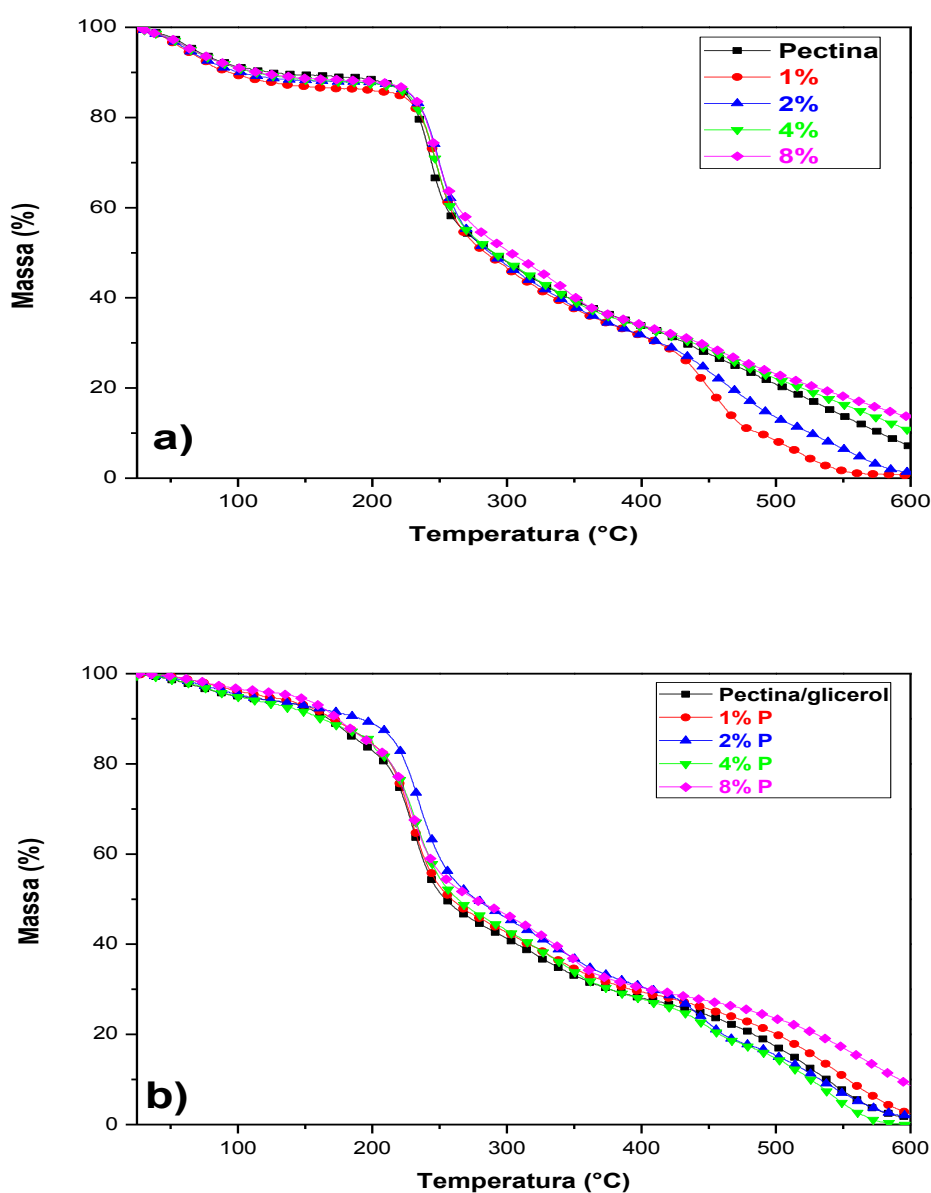 100
80
60
40
20
0
Massa (%)
Pectina
1%
2%
4%
8%
a)
100 200 300 400 500 600
Temperatura (°C)
100
80
60
40
20
0
Massa (%)
Pectina/glicerol
1% P
2% P
4% P
8% P
b)
100 200 300 400 500 600
Temperatura (°C)